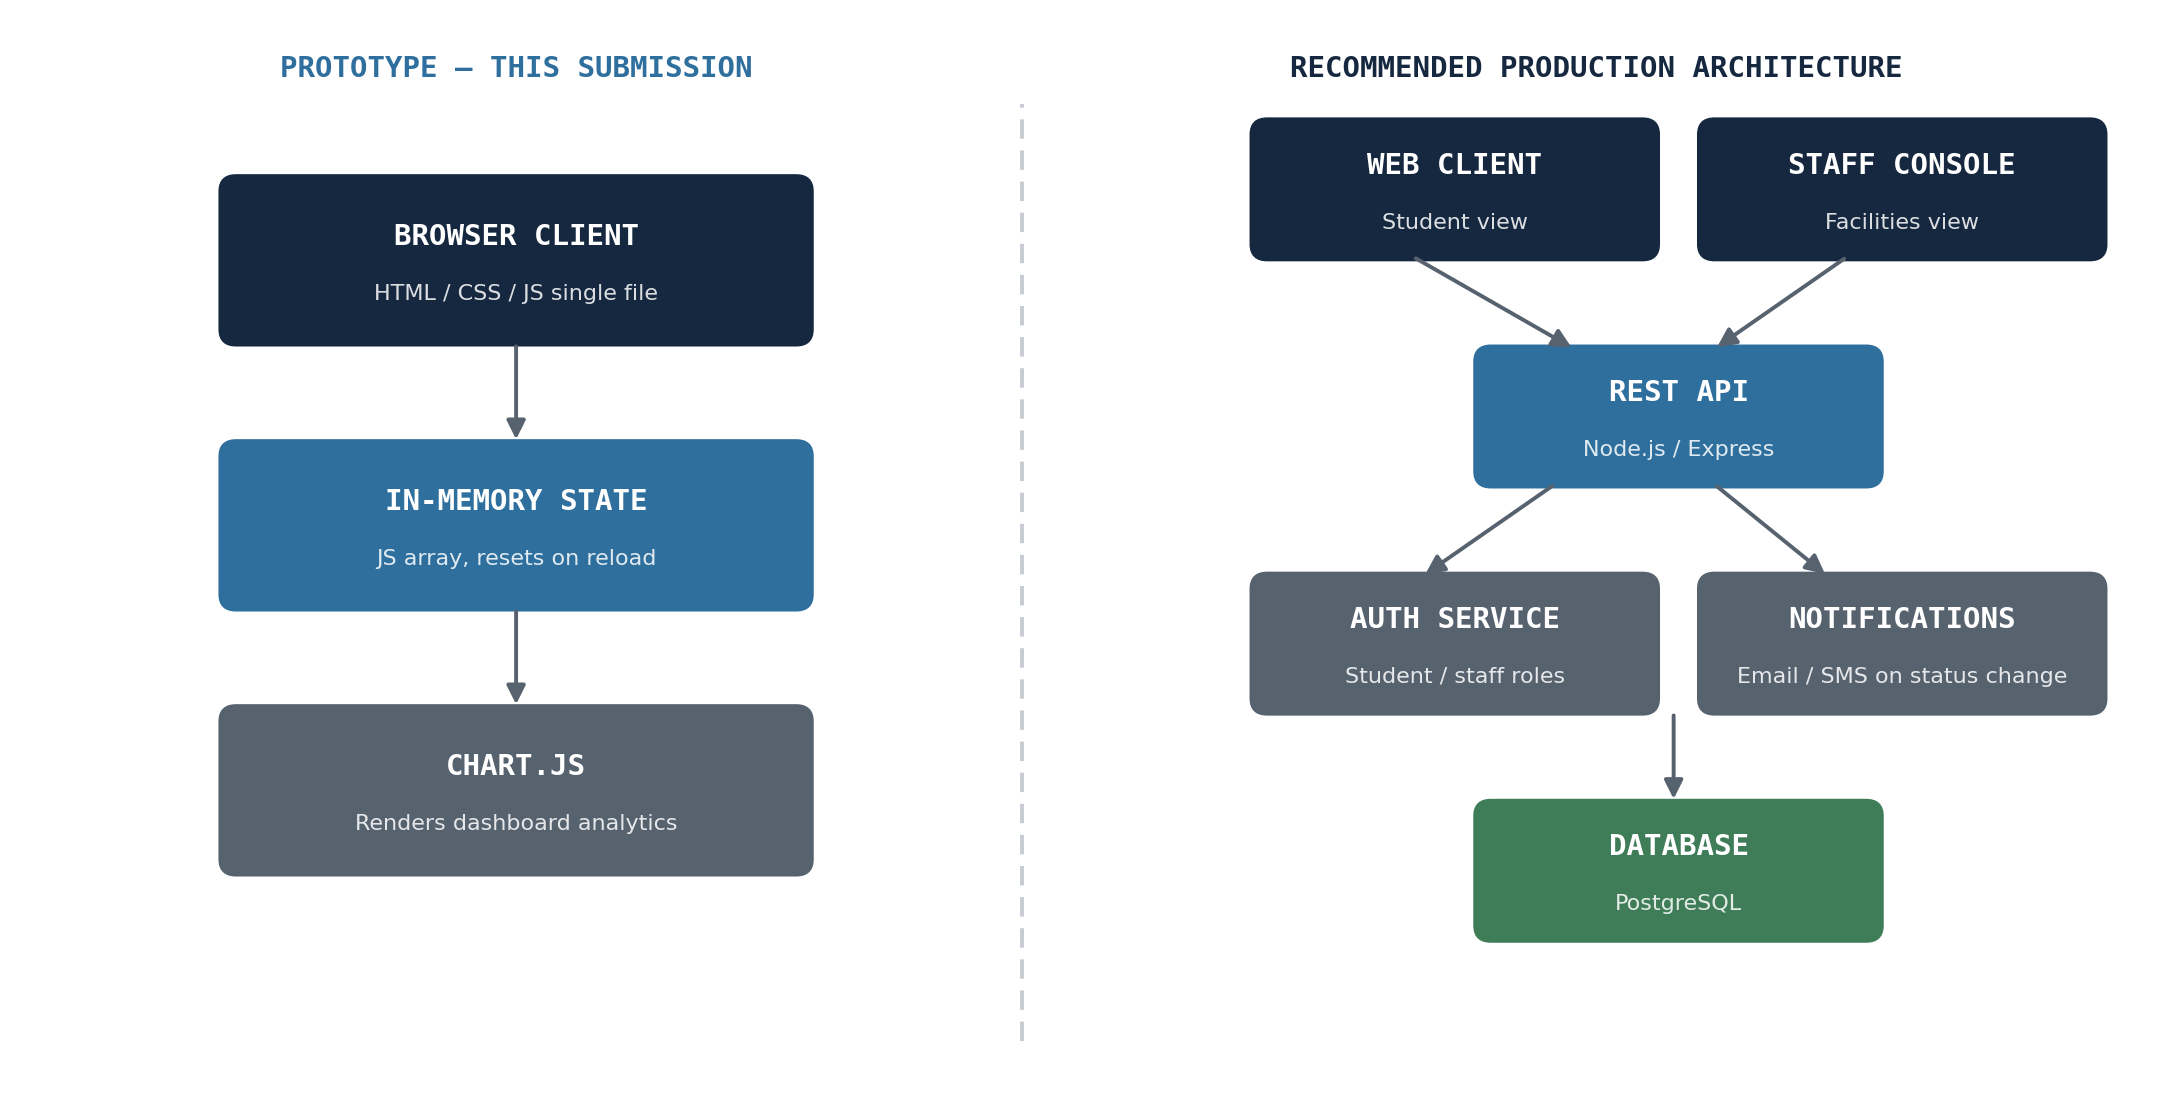 PROTOTYPE — THIS SUBMISSION
BROWSER CLIENT
HTML / CSS / JS single file
IN-MEMORY STATE
JS array, resets on reload
CHART.JS
Renders dashboard analytics
RECOMMENDED PRODUCTION ARCHITECTURE
WEB CLIENT
Student view
STAFF CONSOLE
Facilities view
REST API
Node.js / Express
AUTH SERVICE
Student / staff roles
NOTIFICATIONS
Email / SMS on status change
DATABASE
PostgreSQL